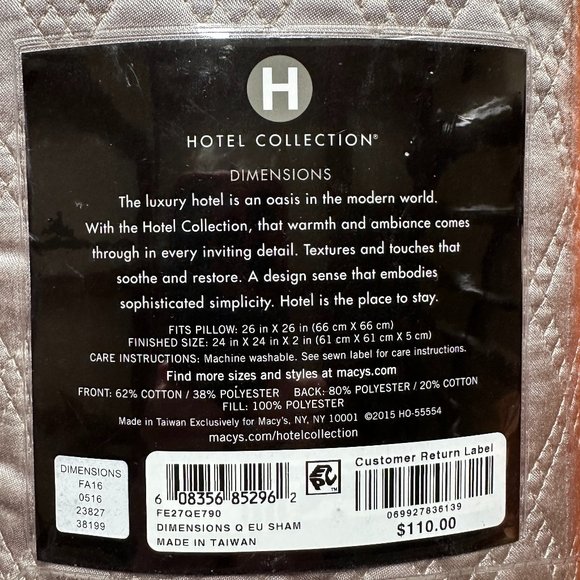 H
HOTEL COLLECTION®
DIMENSIONS
The luxury hotel is an oasis in the modern world.
With the Hotel Collection, that warmth and ambiance comes
through in every inviting detail. Textures and touches that
soothe and restore. A design sense that embodies
sophisticated simplicity. Hotel is the place to stay.
FITS PILLOW: 26 in X 26 in (66 cm X 66 cm)
FINISHED SIZE: 24 in X 24 in X 2 in (61 cm X 61 cm X 5 cm)
CARE INSTRUCTIONS: Machine washable. See sewn label for care instructions.
Find more sizes and styles at macys.com
FRONT: 62% COTTON / 38% POLYESTER BACK: 80% POLYESTER / 20% COTTON
FILL: 100% POLYESTER
Made in Taiwan Exclusively for Macy's, NY, NY 10001 ©2015 HO-55554
macys.com/hotelcollection
DIMENSIONS
FA16
0516
23827
38199
6 08356 85296 2
FE27QE790
DIMENSIONS Q EU SHAM
MADE IN TAIWAN
EPC™
Customer Return Label
069927836139
$110.00